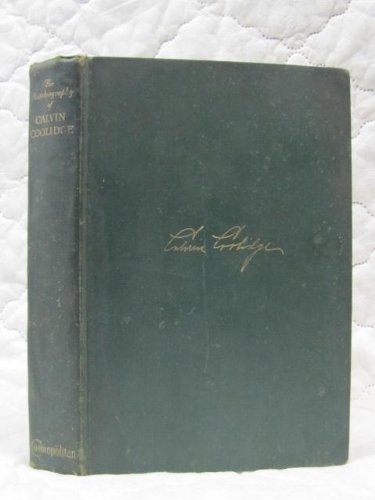 The
Autobiography
of
CALVIN
COOLIDGE
Cosmopolitan
Calvin Coolidge